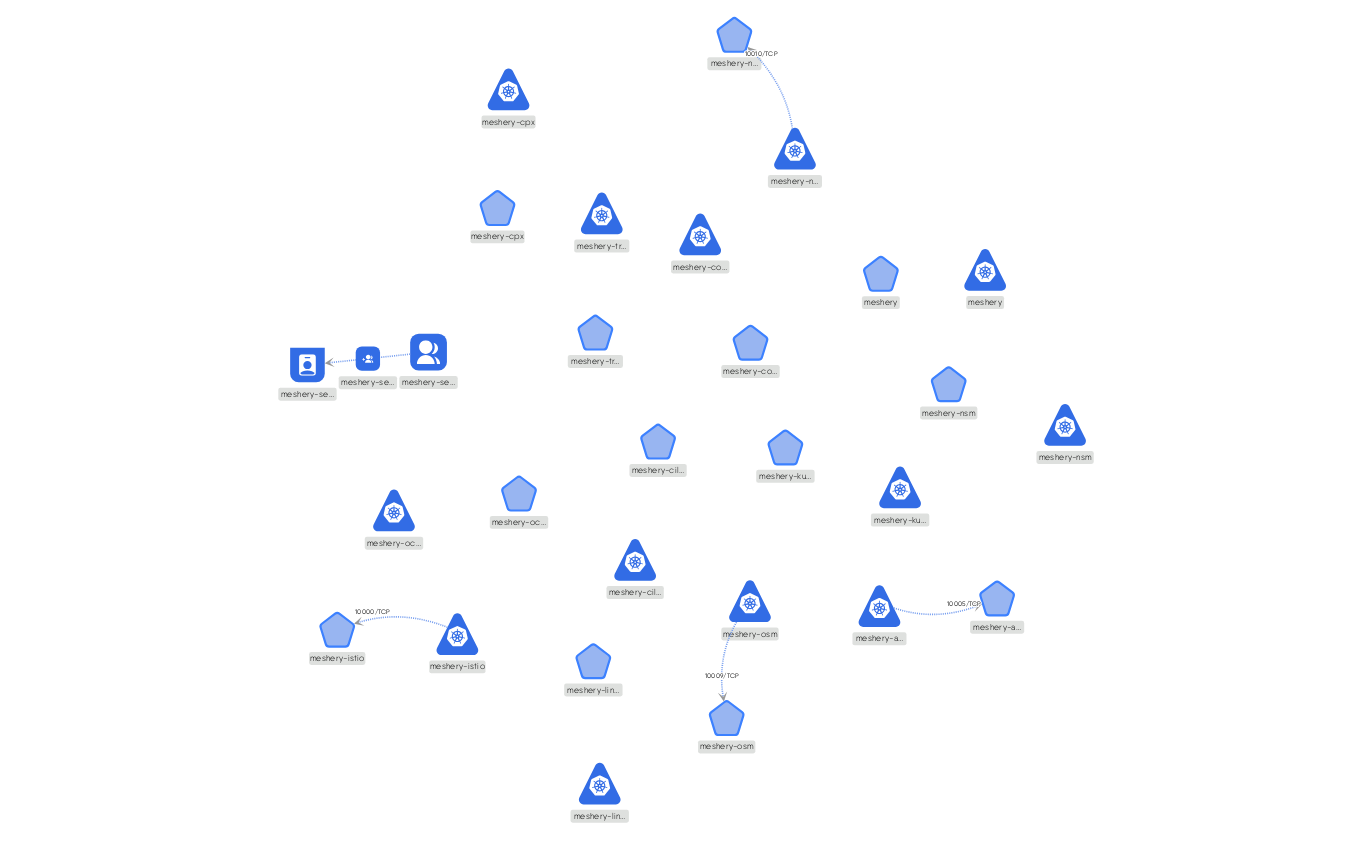 10010/TCP
meshery-n...
meshery-cpx
meshery-n...
meshery-cpx
meshery-tr...
meshery-co...
meshery
meshery
meshery-tr...
meshery-co...
meshery-se...
meshery-se...
meshery-se...
meshery-nsm
meshery-nsm
meshery-cil...
meshery-ku...
meshery-oc...
meshery-ku...
meshery-oc...
meshery-cil...
10005/TCP
10000/TCP
meshery-a...
meshery-osm
meshery-a...
meshery-istio
meshery-istio
10009/TCP
meshery-lin...
meshery-osm
meshery-lin...